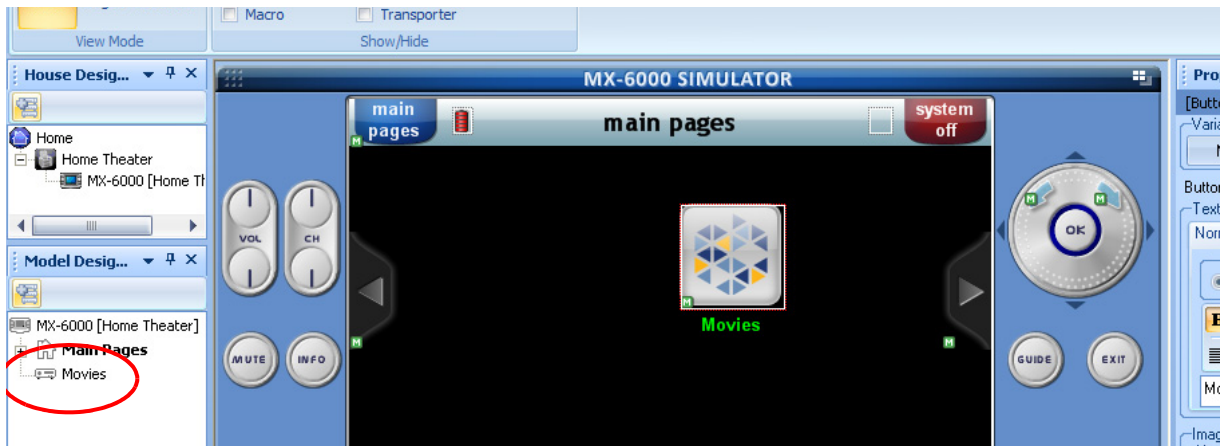 Macro
Transporter
View Mode
Show/Hide
House Desig...
Home
Home Theater
MX-6000 [Home Th
Model Desig...
MX-6000 [Home Theater]
Main Pages
Movies
MX-6000 SIMULATOR
main pages
main pages
system off
VOL
CH
MUTE
INFO
Movies
M
M
M
M
M
M
OK
GUIDE
EXIT
Pro
[Butto
Varia
N
Button
Text
Nor
B
Mo
Imag